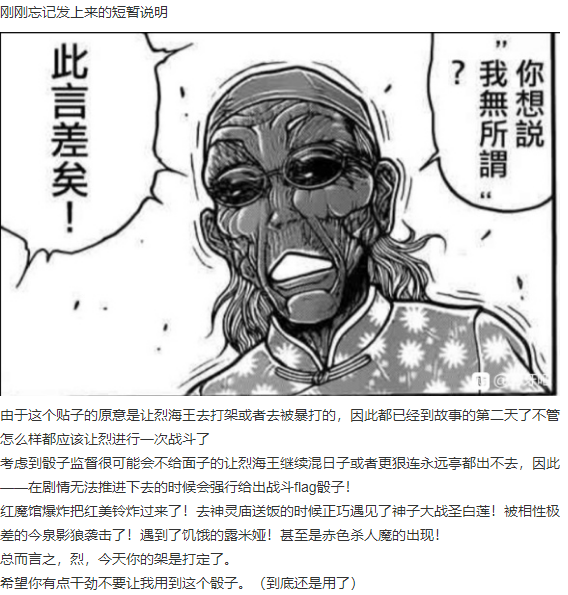 刚刚忘记发上来的短暂说明
你想説
”我無所謂“
？
此言差矣！
由于这个贴子的原意是让烈海王去打架或者去被暴打的，因此都已经到故事的第二天了不管
怎么样都应该让烈进行一次战斗了
考虑到骰子监督很可能会不给面子的让烈海王继续混日子或者更狠连永远亭都出不去，因此
——在剧情无法推进下去的时候会强行给出战斗flag骰子！
红魔馆爆炸把红美铃炸过来了！去神灵庙送饭的时候正巧遇见了神子大战圣白莲！被相性极
差的今泉影狼袭击了！遇到了饥饿的露米娅！甚至是赤色杀人魔的出现！
总而言之，烈，今天你的架是打定了。
希望你有点干劲不要让我用到这个骰子。（到底还是用了）